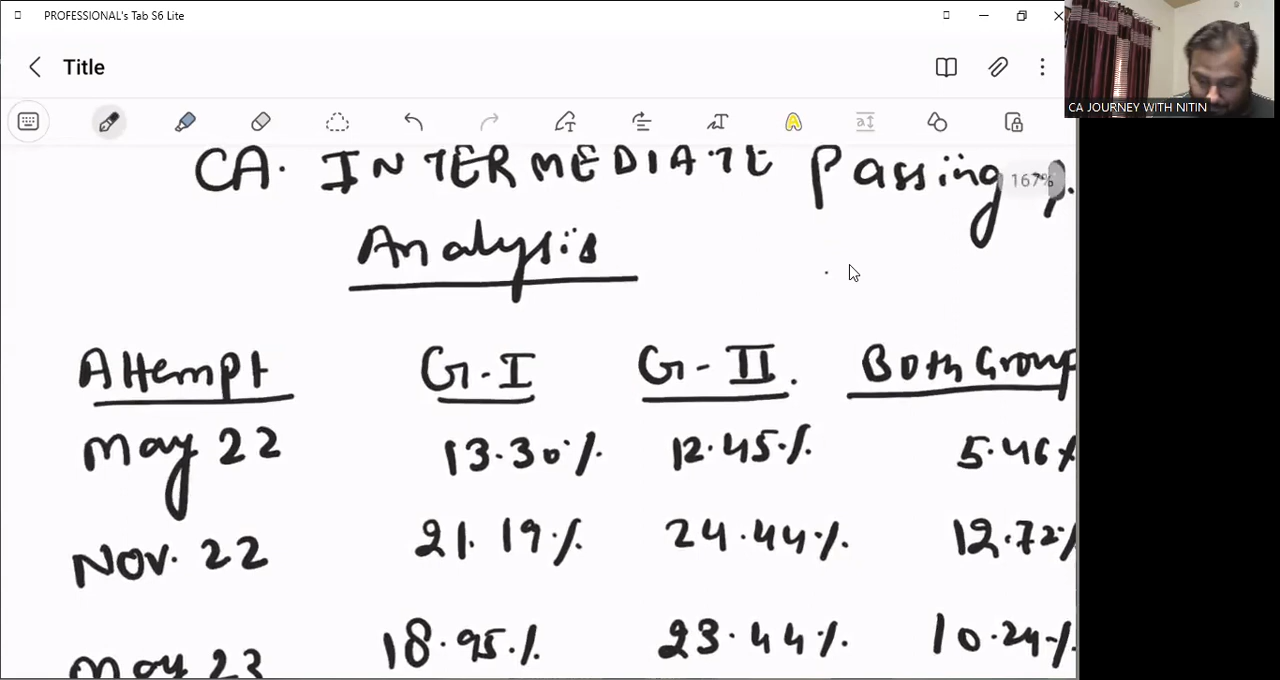 PROFESSIONAL's Tab S6 Lite
Title
CA JOURNEY WITH NITIN
CA. INTERMEDIATE Passing
167%
Analysis
Attempt G-I G-II. Both Group
May 22 13.30% 12.45% 5.46%
Nov. 22 21.19% 24.44% 12.72%
May 23 18.95% 23.44% 10.24%